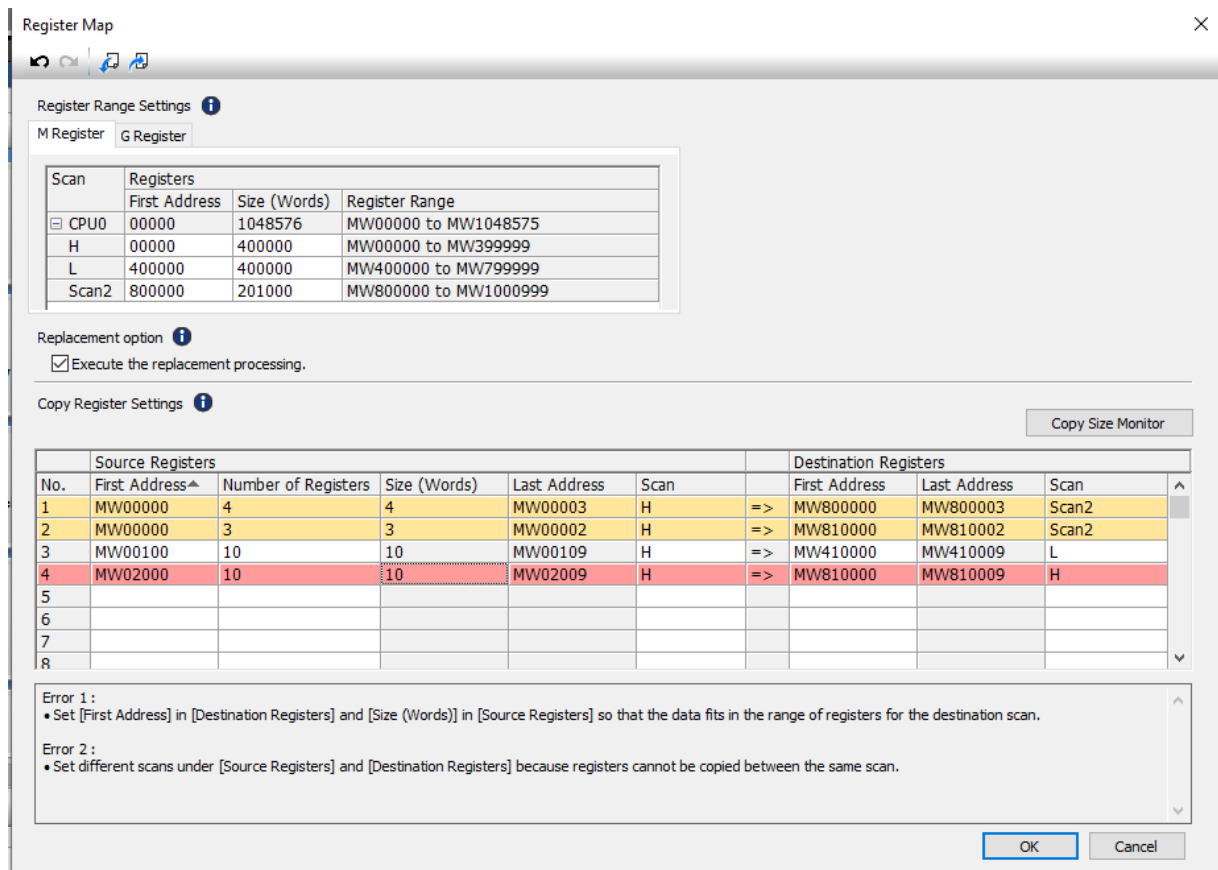 Register Map
Register Range Settings
M Register G Register
Scan Registers
First Address Size (Words) Register Range
CPU0 00000 1048576 MW00000 to MW1048575
H 00000 400000 MW00000 to MW399999
L 400000 400000 MW400000 to MW799999
Scan2 800000 201000 MW800000 to MW1000999
Replacement option
Execute the replacement processing.
Copy Register Settings
Copy Size Monitor
Source Registers Destination Registers
No. First Address Number of Registers Size (Words) Last Address Scan First Address Last Address Scan
1 MW00000 4 4 MW00003 H => MW800000 MW800003 Scan2
2 MW00000 3 3 MW00002 H => MW810000 MW810002 Scan2
3 MW00100 10 10 MW00109 H => MW410000 MW410009 L
4 MW02000 10 10 MW02009 H => MW810000 MW810009 H
5
6
7
8
Error 1 :
• Set [First Address] in [Destination Registers] and [Size (Words)] in [Source Registers] so that the data fits in the range of registers for the destination scan.
Error 2 :
• Set different scans under [Source Registers] and [Destination Registers] because registers cannot be copied between the same scan.
OK Cancel